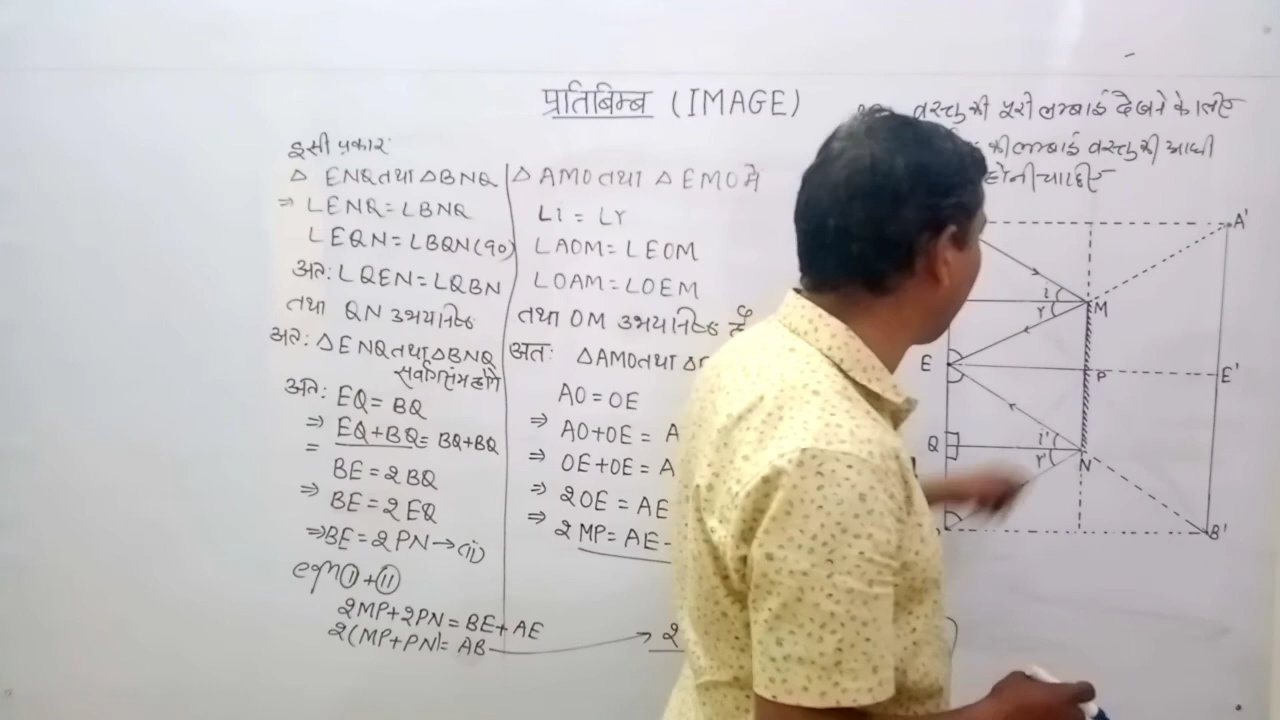 प्रतिबिम्ब (IMAGE)
वस्तु की पूरी लम्बाई देखने के लिए
की लम्बाई वस्तु की आधी
होनी चाहिए
इसी प्रकार
△ ENQ तथा △BNQ
⇒ ∠ENQ = ∠BNQ
∠EQN = ∠BQN (90)
अत: ∠QEN = ∠QBN
तथा QN उभयनिष्ठ
अत: △ENQ तथा △BNQ
सर्वांगसम होंगे
अत: EQ = BQ
⇒ EQ+BQ = BQ+BQ
= BE = 2BQ
⇒ BE = 2EQ
⇒ BE = 2PN → (ii)
eqn (i) + (ii)
2MP+2PN = BE+AE
2(MP+PN) = AB → 2
△ AMO तथा △ EMO में
∠i = ∠r
∠AOM = ∠EOM
∠OAM = ∠OEM
तथा OM उभयनिष्ठ है
अत: △AMO तथा △
AO = OE
⇒ AO+OE = A
⇒ OE+OE = A
⇒ 2OE = AE
⇒ 2MP = AE -
A'
i
r
M
E
P
E'
Q
i'
r'
N
B'